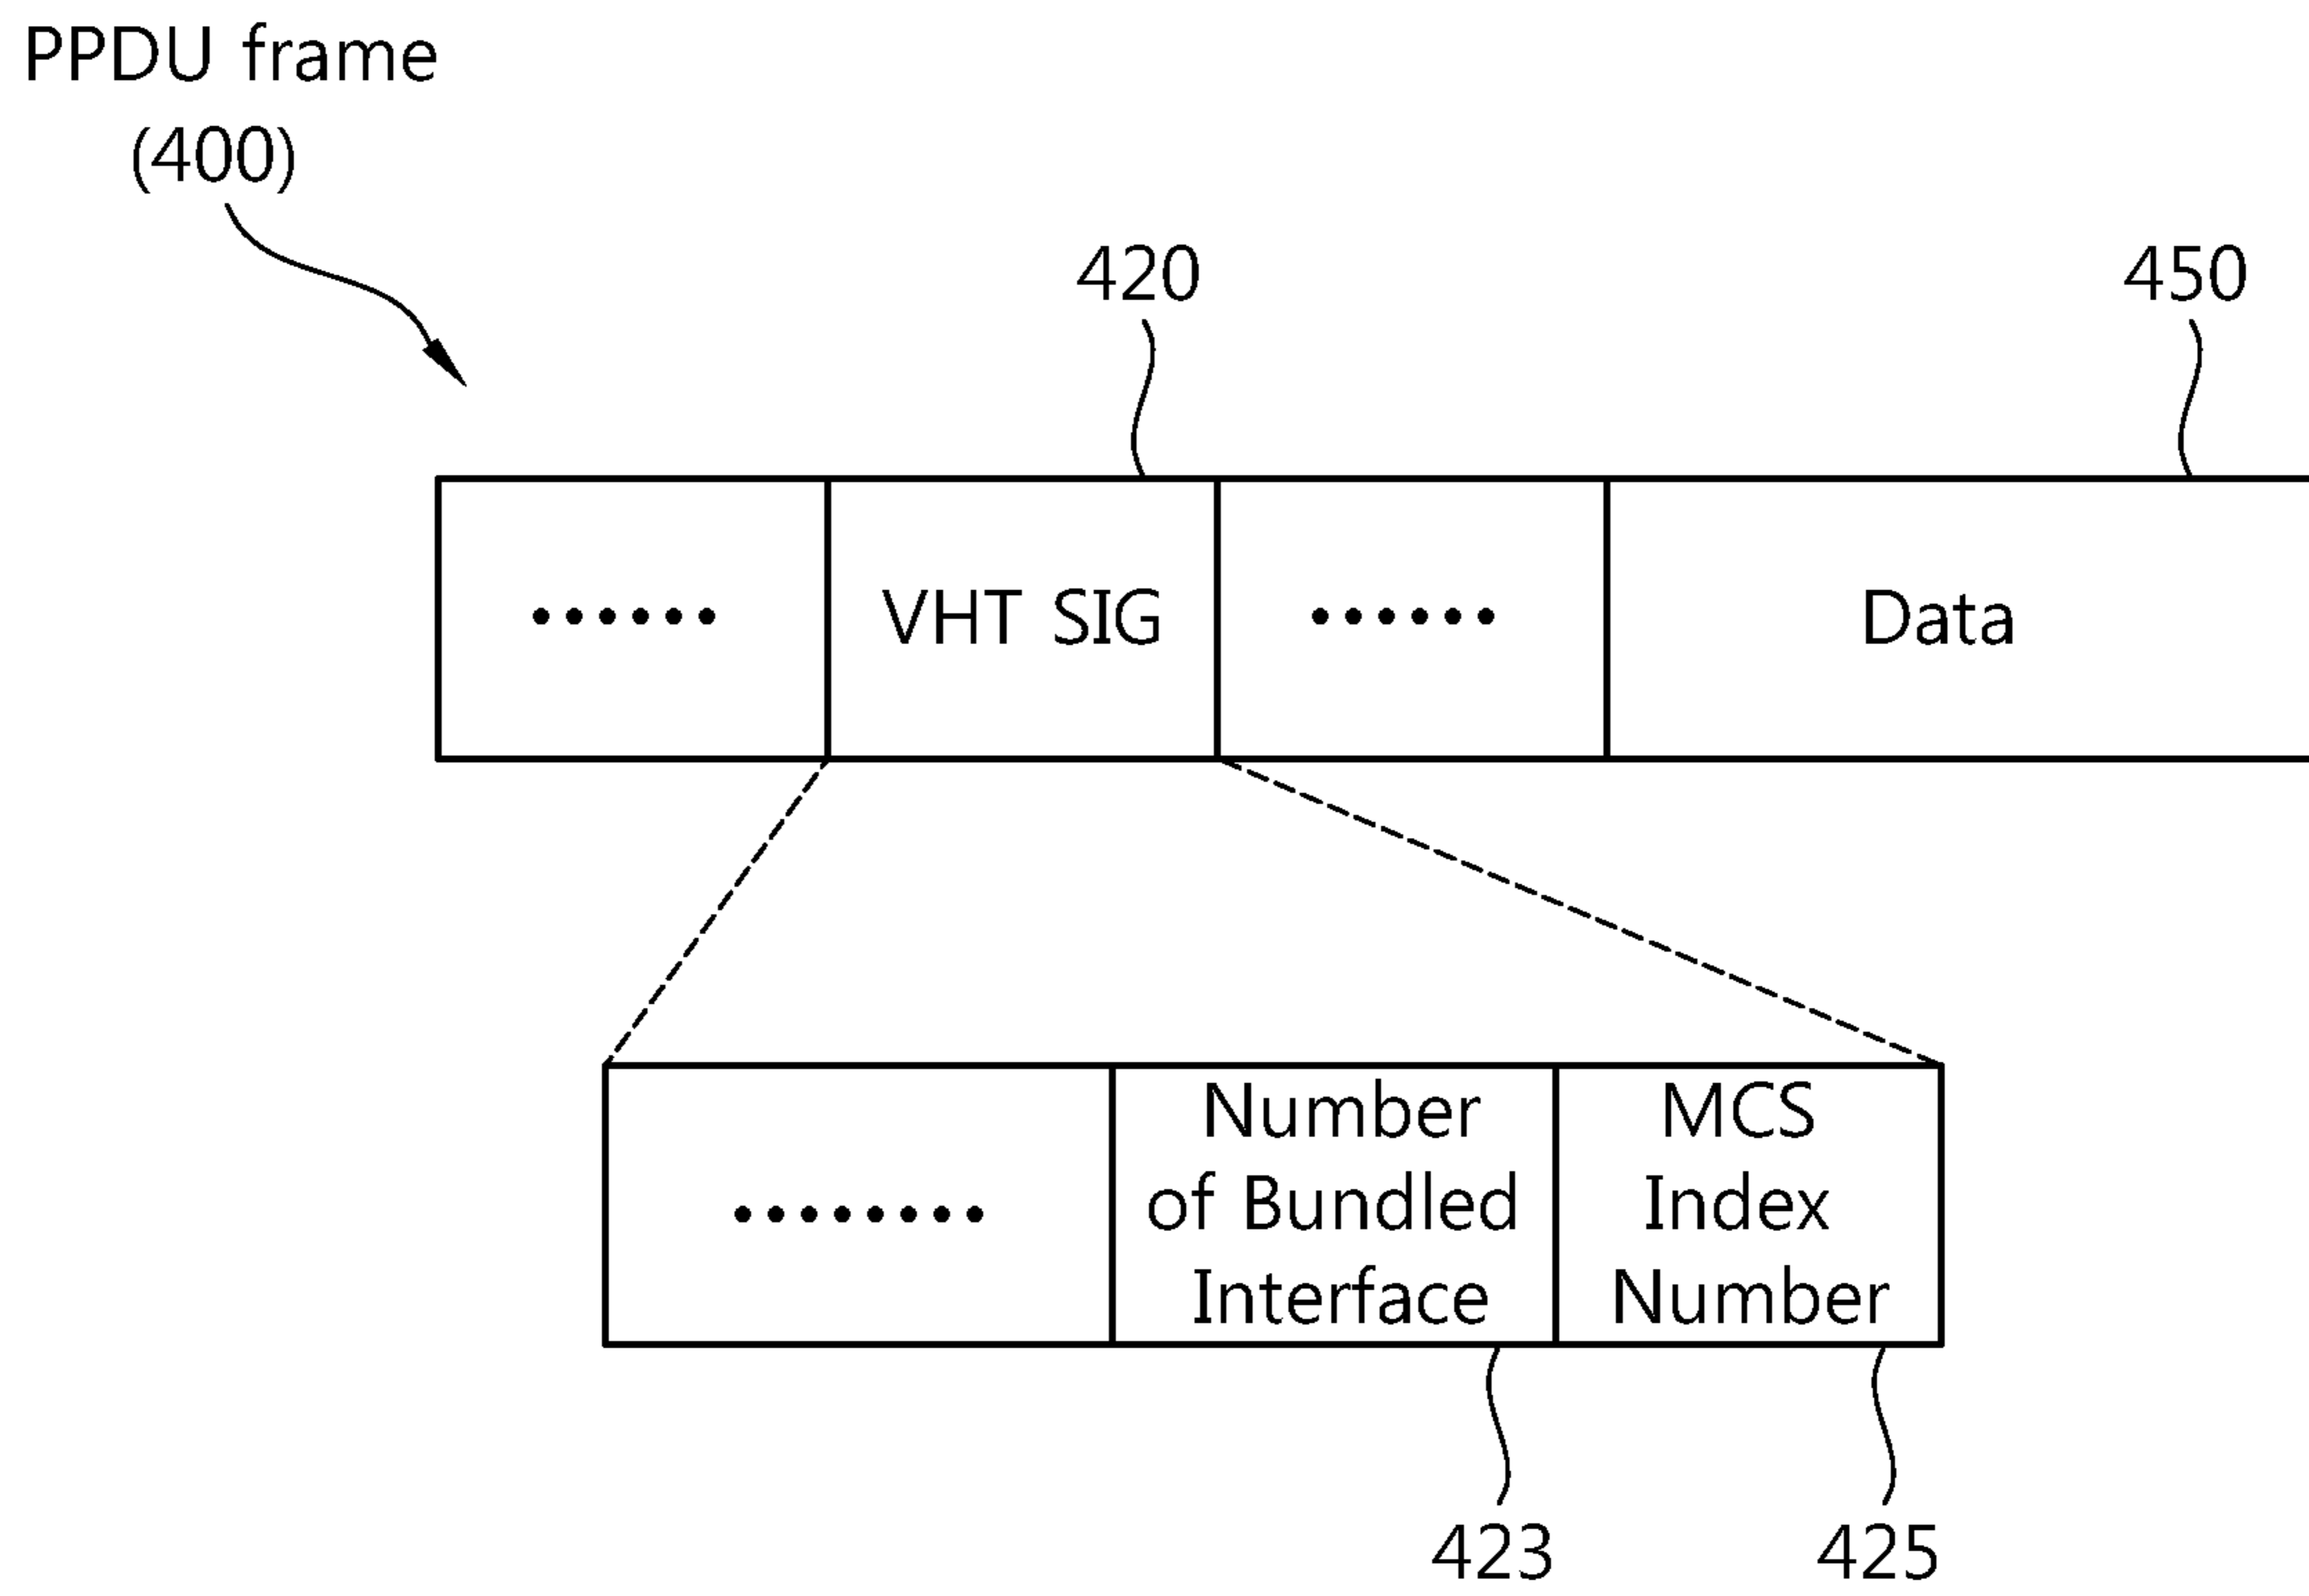 PPDU frame
(400)
420
450
...... VHT SIG ...... Data
........ Number of Bundled Interface MCS Index Number
423
425